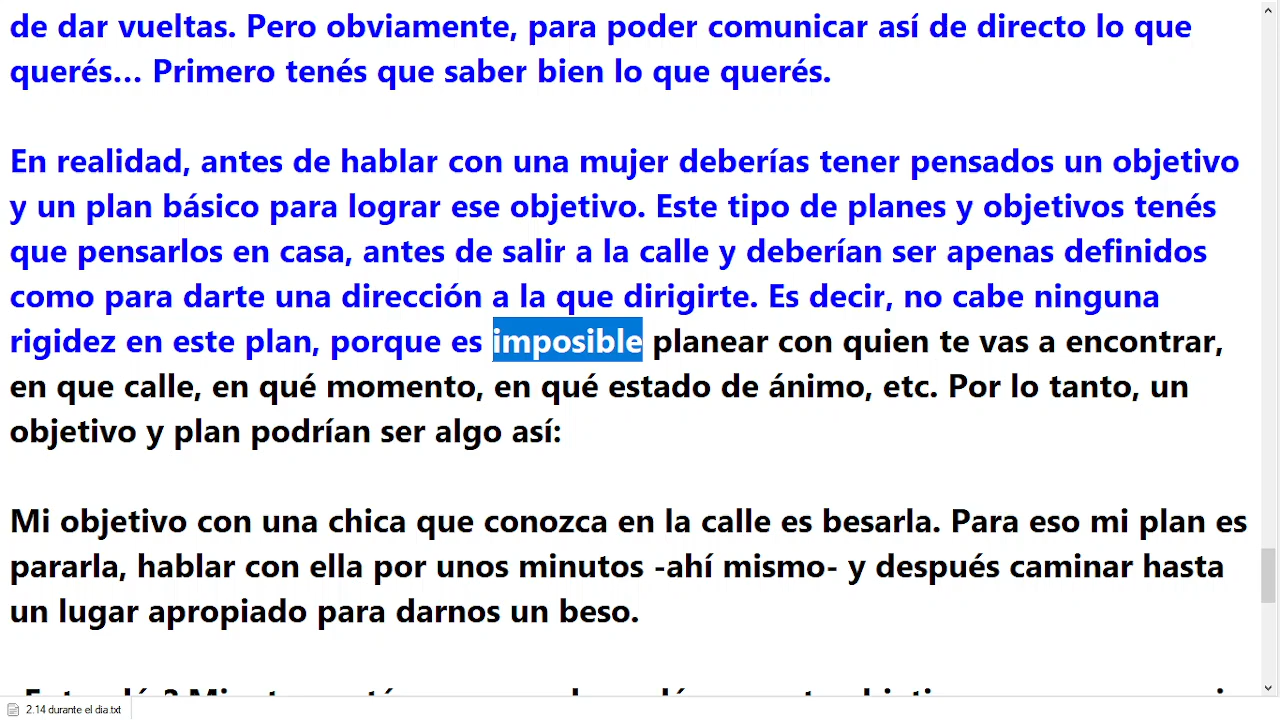 de dar vueltas. Pero obviamente, para poder comunicar así de directo lo que
querés... Primero tenés que saber bien lo que querés.
En realidad, antes de hablar con una mujer deberías tener pensados un objetivo
y un plan básico para lograr ese objetivo. Este tipo de planes y objetivos tenés
que pensarlos en casa, antes de salir a la calle y deberían ser apenas definidos
como para darte una dirección a la que dirigirte. Es decir, no cabe ninguna
rigidez en este plan, porque es imposible planear con quien te vas a encontrar,
en que calle, en qué momento, en qué estado de ánimo, etc. Por lo tanto, un
objetivo y plan podrían ser algo así:
Mi objetivo con una chica que conozca en la calle es besarla. Para eso mi plan es
pararla, hablar con ella por unos minutos -ahí mismo- y después caminar hasta
un lugar apropiado para darnos un beso.
2.14 durante el dia.txt